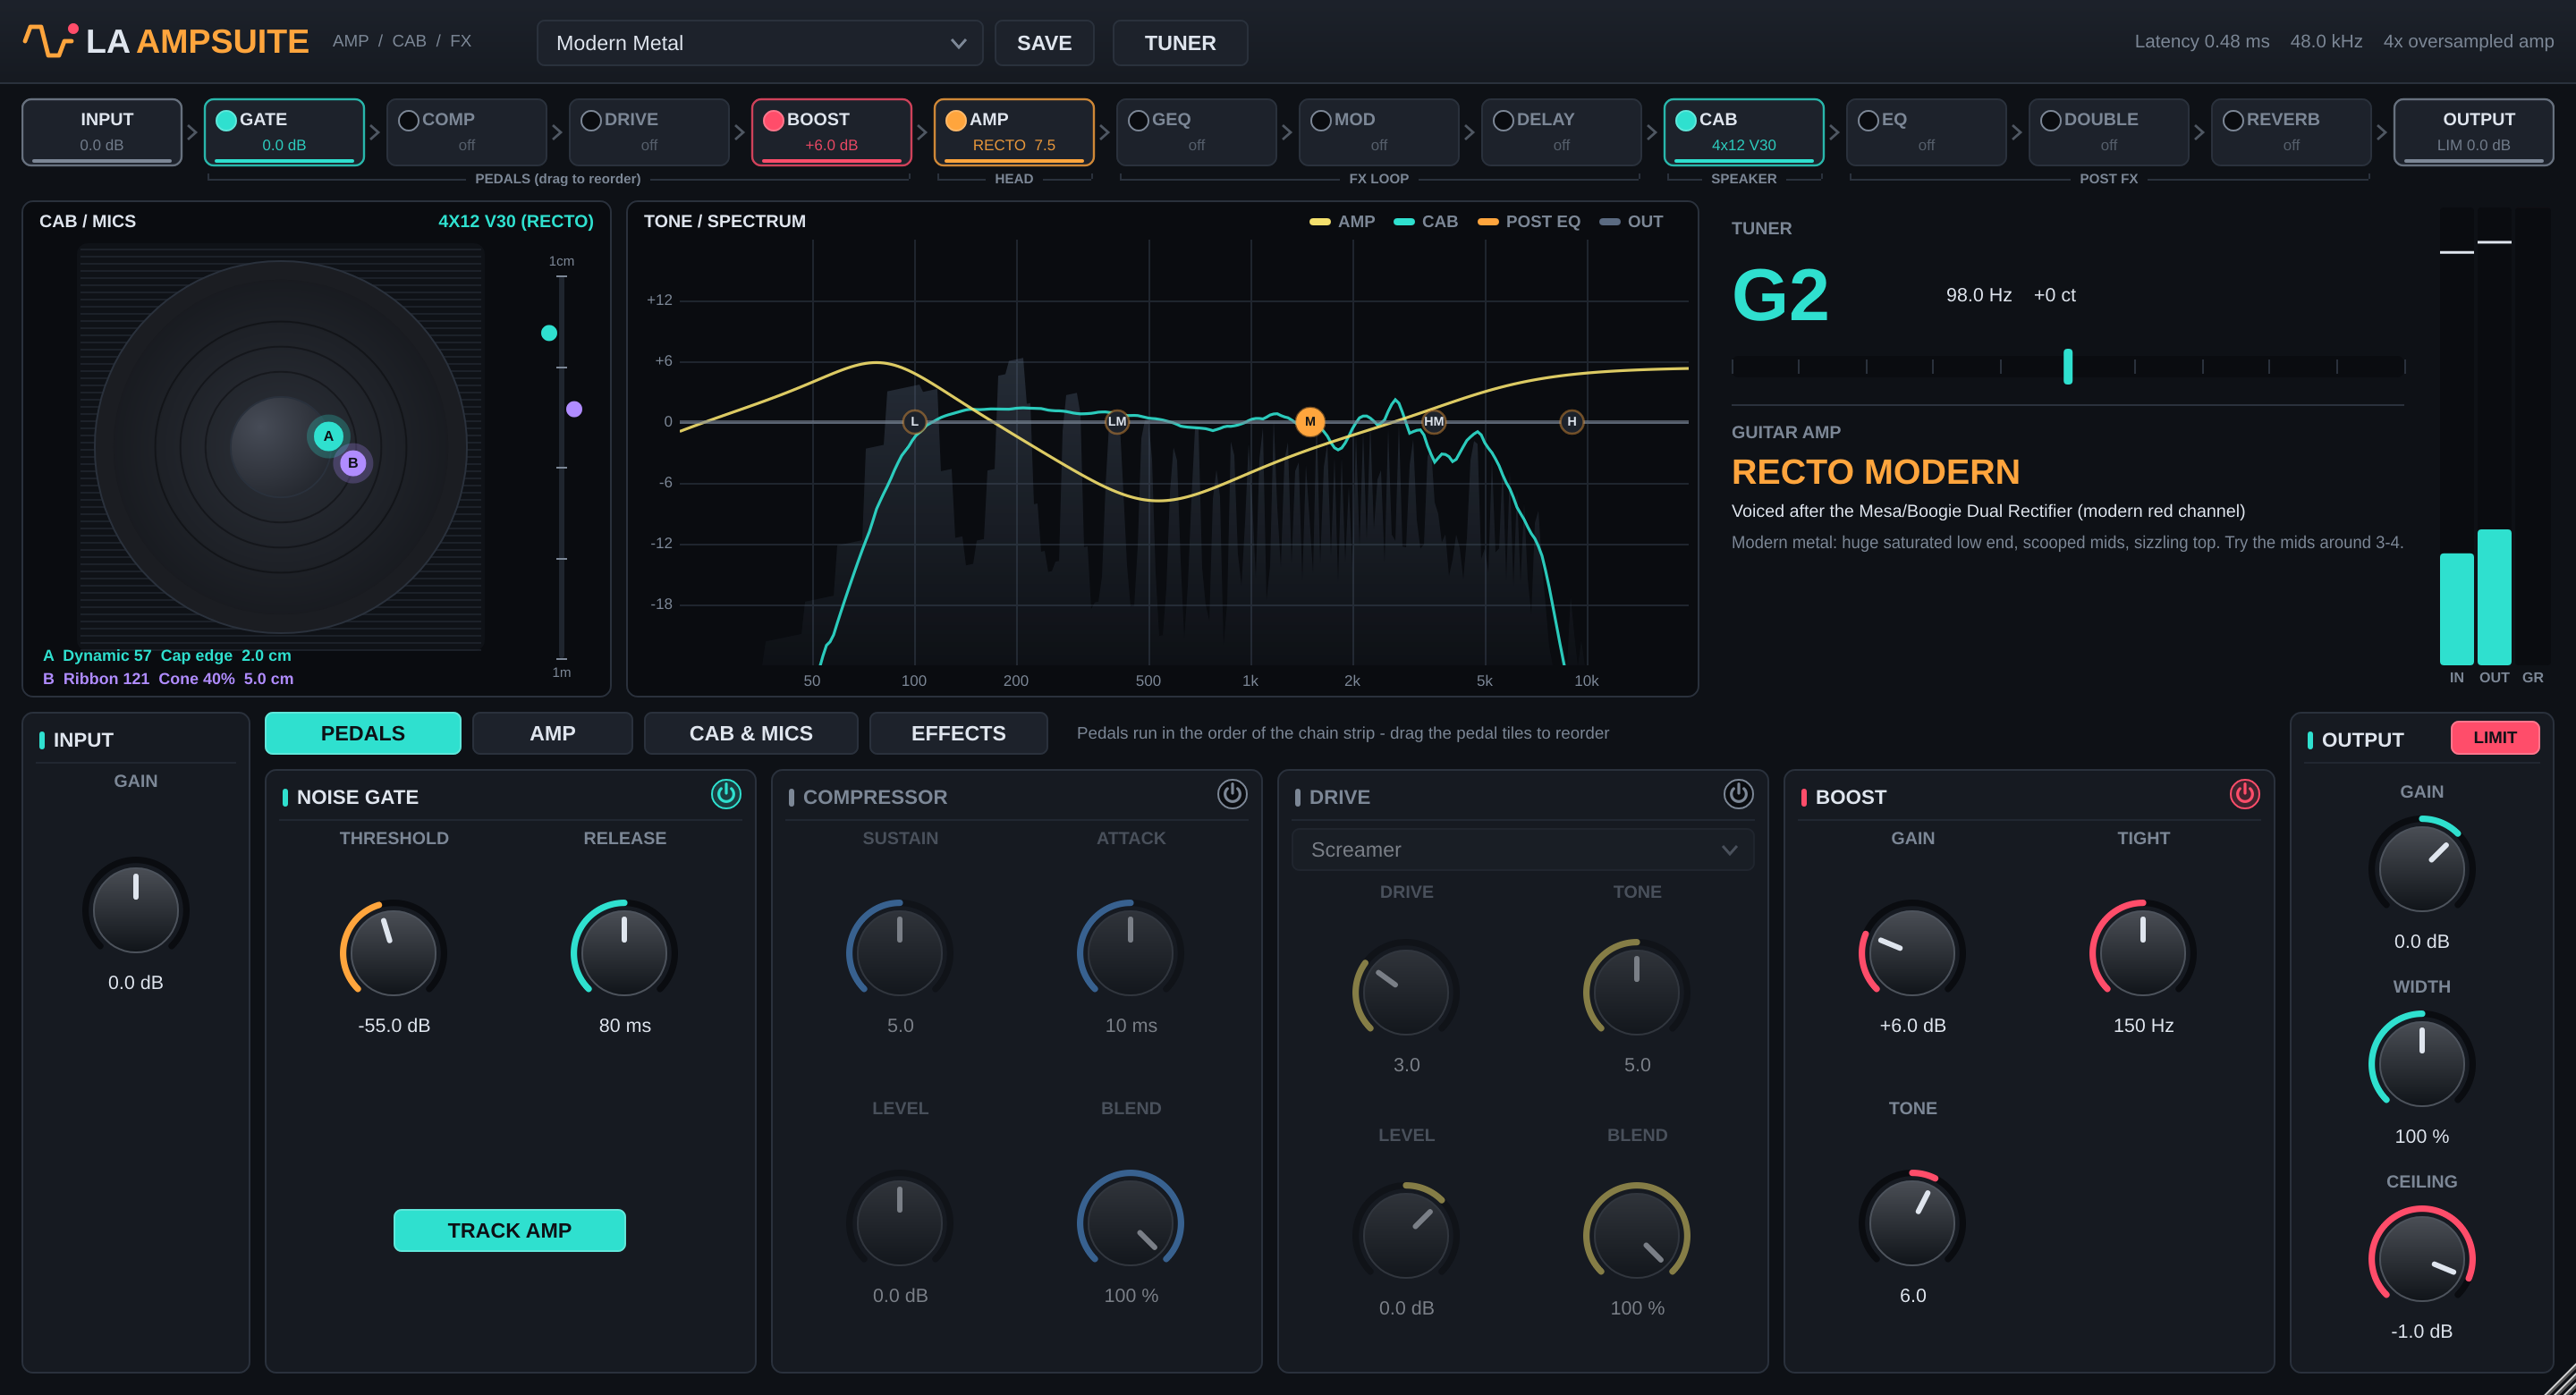 LA AMPSUITE AMP / CAB / FX Modern Metal SAVE TUNER Latency 0.48 ms 48.0 kHz 4x oversampled amp
INPUT GATE COMP DRIVE BOOST AMP GEQ MOD DELAY CAB EQ DOUBLE REVERB OUTPUT
0.0 dB 0.0 dB off off +6.0 dB RECTO 7.5 off off off 4x12 V30 off off off LIM 0.0 dB
PEDALS (drag to reorder) HEAD FX LOOP SPEAKER POST FX
CAB / MICS 4X12 V30 (RECTO)
1cm
A
B
1m
A Dynamic 57 Cap edge 2.0 cm
B Ribbon 121 Cone 40% 5.0 cm
TONE / SPECTRUM AMP CAB POST EQ OUT
+12
+6
0 L LM M HM H
-6
-12
-18
50 100 200 500 1k 2k 5k 10k
TUNER
G2 98.0 Hz +0 ct
GUITAR AMP
RECTO MODERN
Voiced after the Mesa/Boogie Dual Rectifier (modern red channel)
Modern metal: huge saturated low end, scooped mids, sizzling top. Try the mids around 3-4.
IN OUT GR
INPUT
GAIN
0.0 dB
PEDALS AMP CAB & MICS EFFECTS Pedals run in the order of the chain strip - drag the pedal tiles to reorder
NOISE GATE
THRESHOLD RELEASE
-55.0 dB 80 ms
TRACK AMP
COMPRESSOR
SUSTAIN ATTACK
5.0 10 ms
LEVEL BLEND
0.0 dB 100 %
DRIVE
Screamer
DRIVE TONE
3.0 5.0
LEVEL BLEND
0.0 dB 100 %
BOOST
GAIN TIGHT
+6.0 dB 150 Hz
TONE
6.0
OUTPUT LIMIT
GAIN
0.0 dB
WIDTH
100 %
CEILING
-1.0 dB